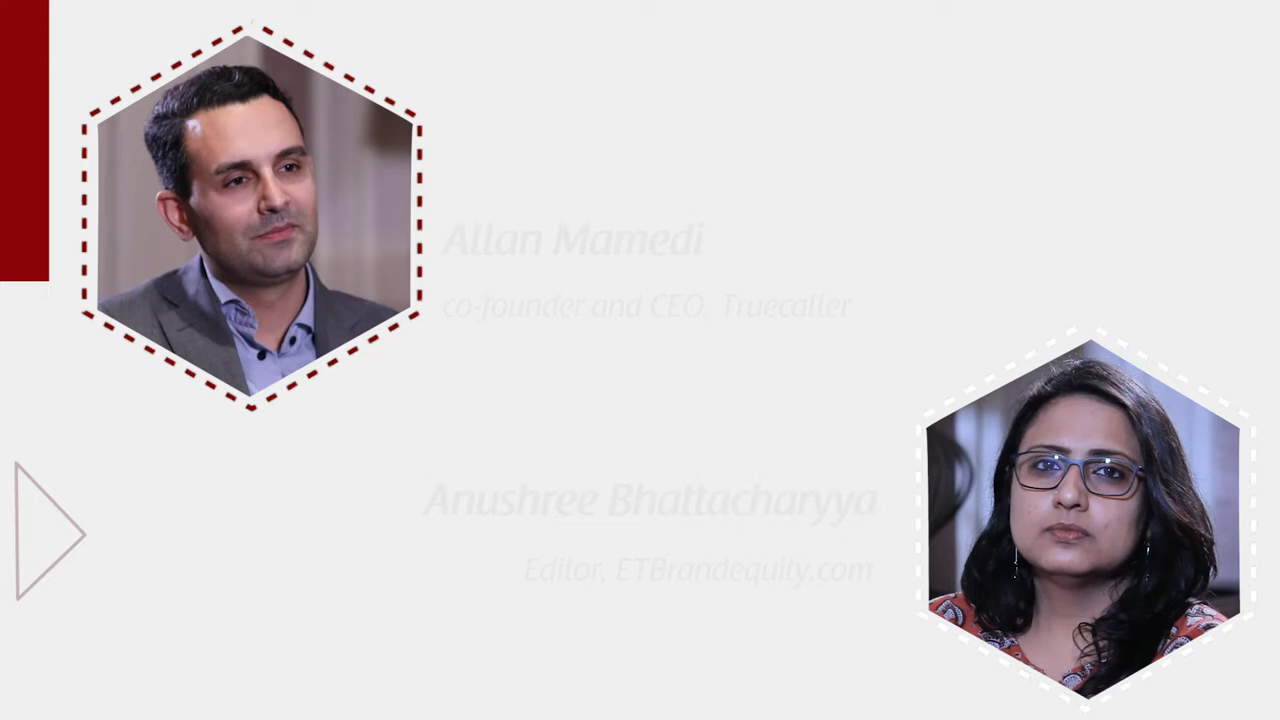 Allan Mamedi
co-founder and CEO, Truecaller
Anushree Bhattacharyya
Editor, ETBrandequity.com